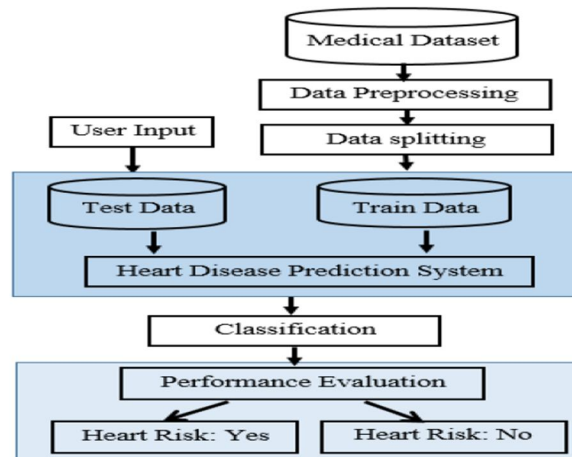 Medical Dataset
Data Preprocessing
User Input
Data splitting
Test Data
Train Data
Heart Disease Prediction System
Classification
Performance Evaluation
Heart Risk: Yes
Heart Risk: No